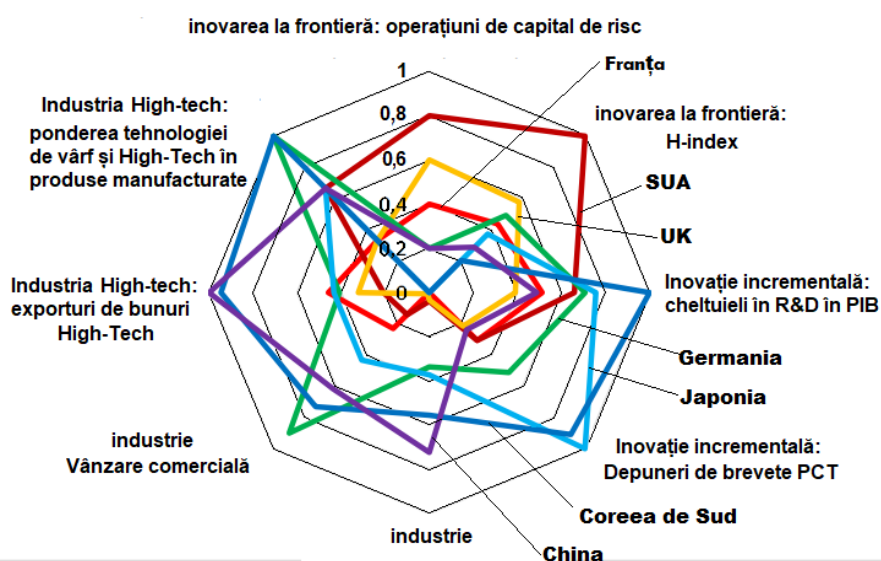 inovarea la frontieră: operațiuni de capital de risc
1
0,8
0,6
0,4
0,2
0
Franța
inovarea la frontieră:
H-index
SUA
UK
Inovație incrementală:
cheltuieli în R&D în PIB
Germania
Japonia
Inovație incrementală:
Depuneri de brevete PCT
Coreea de Sud
China
industrie
industrie
Vânzare comercială
Industria High-tech:
exporturi de bunuri
High-Tech
Industria High-tech:
ponderea tehnologiei
de vârf și High-Tech în
produse manufacturate